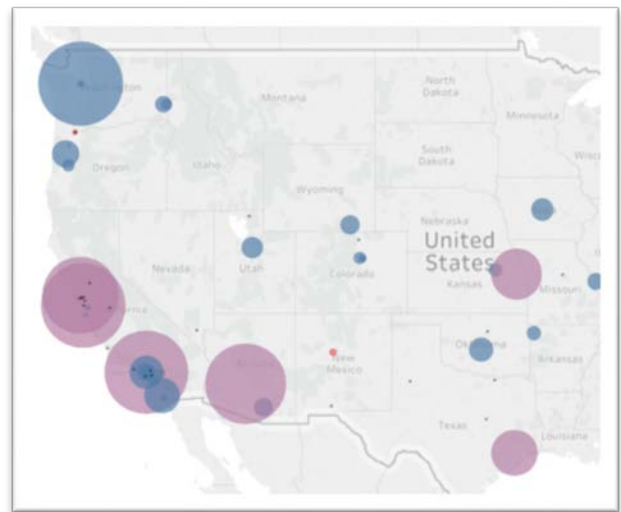 North
Dakota
Montana
Minnesota
South
Dakota
Oregon
Idaho
Wyoming
Nebraska
United
States
Nevada
Utah
Colorado
Kansas
Missouri
New
Mexico
Arkansas
Texas
Louisiana